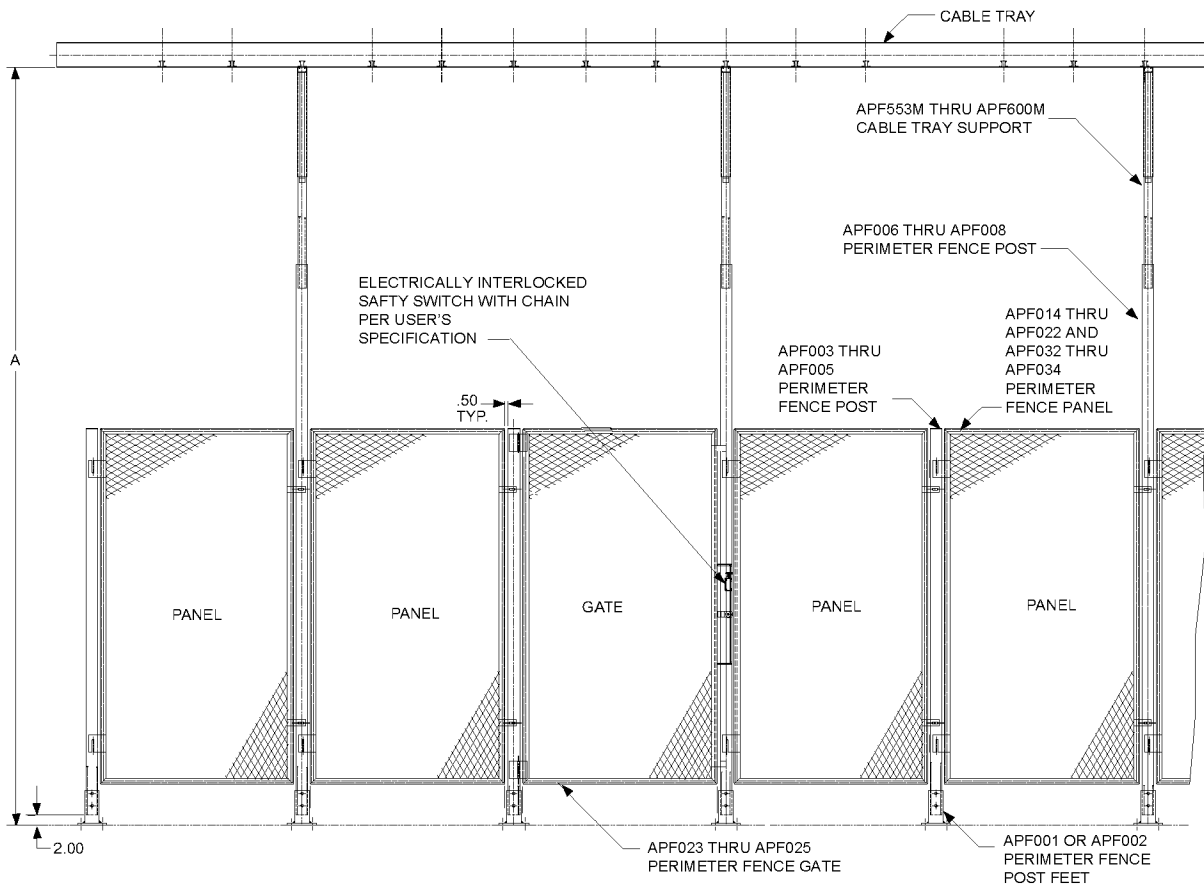 CABLE TRAY
APF553M THRU APF600M
CABLE TRAY SUPPORT
APF006 THRU APF008
PERIMETER FENCE POST
ELECTRICALLY INTERLOCKED
SAFTY SWITCH WITH CHAIN
PER USER'S
SPECIFICATION
APF014 THRU
APF022 AND
APF032 THRU
APF034
PERIMETER
FENCE PANEL
APF003 THRU
APF005
PERIMETER
FENCE POST
A
.50
TYP.
PANEL
PANEL
GATE
PANEL
PANEL
2.00
APF023 THRU APF025
PERIMETER FENCE GATE
APF001 OR APF002
PERIMETER FENCE
POST FEET